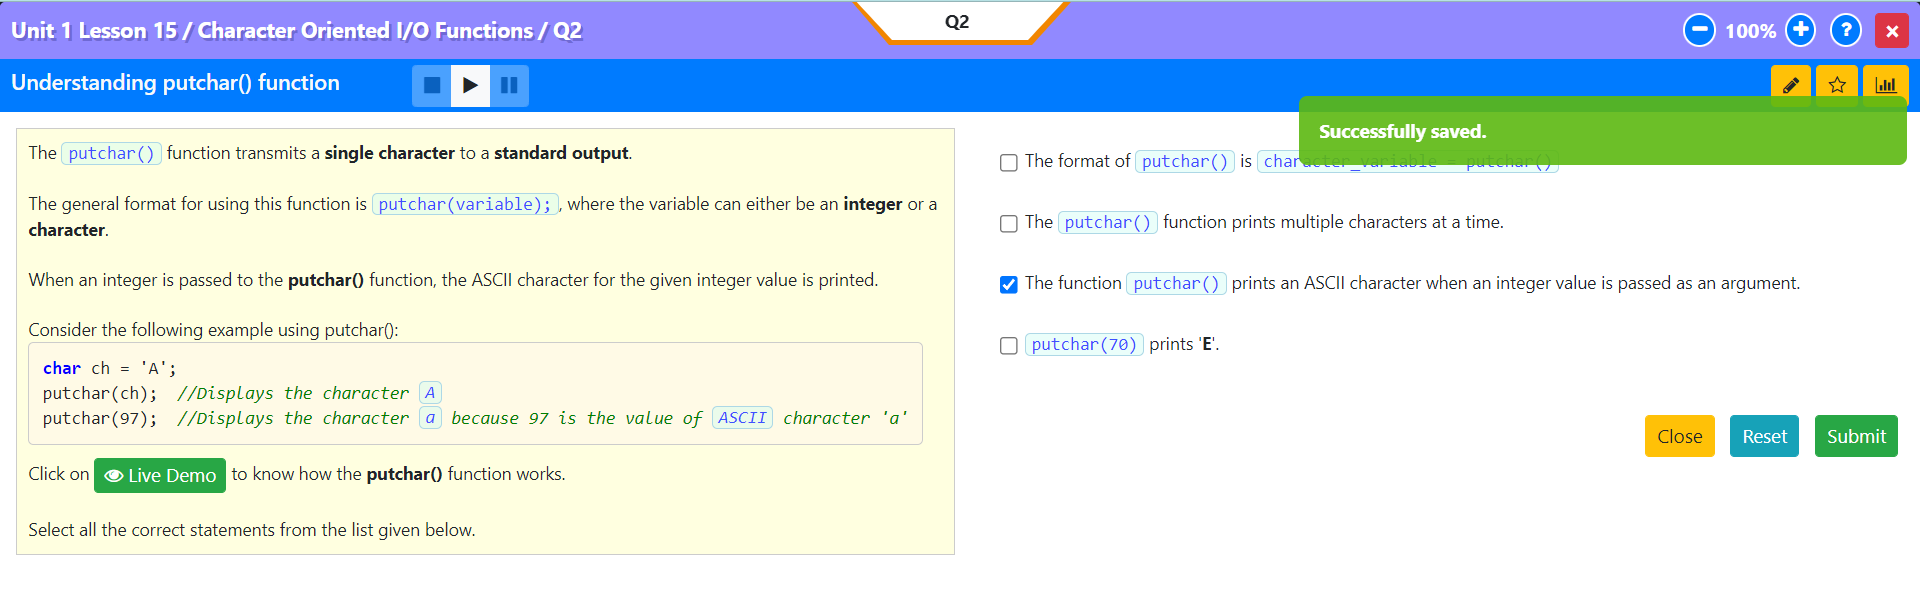 Unit 1 Lesson 15 / Character Oriented I/O Functions / Q2
Q2
100%
?
Understanding putchar() function
Successfully saved.
The putchar() function transmits a single character to a standard output.
The general format for using this function is putchar(variable); , where the variable can either be an integer or a
character.
When an integer is passed to the putchar() function, the ASCII character for the given integer value is printed.
Consider the following example using putchar():
char ch = 'A';
putchar(ch); //Displays the character A
putchar(97); //Displays the character a because 97 is the value of ASCII character 'a'
Click on Live Demo to know how the putchar() function works.
Select all the correct statements from the list given below.
The format of putchar() is character_variable = putchar()
The putchar() function prints multiple characters at a time.
The function putchar() prints an ASCII character when an integer value is passed as an argument.
putchar(70) prints 'E'.
Close Reset Submit